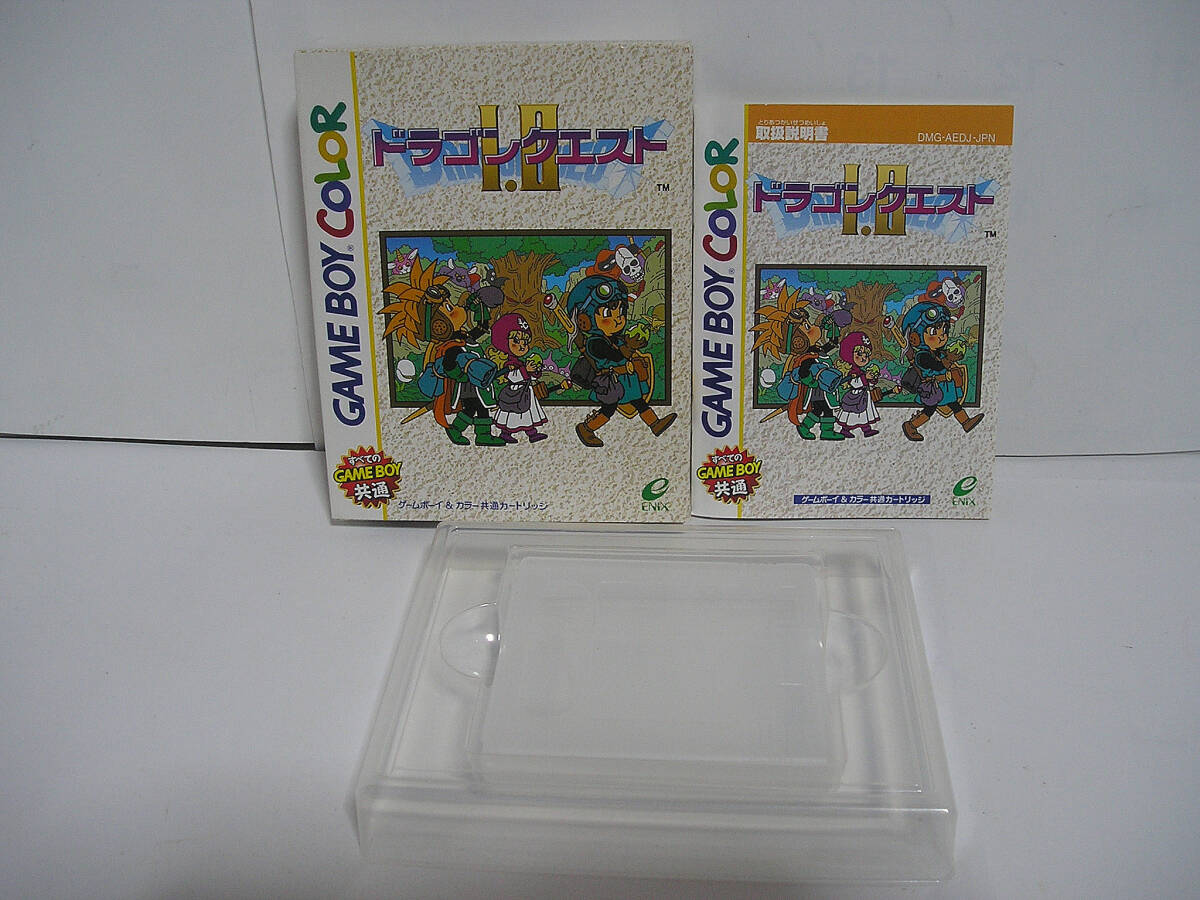 GAME BOY COLOR
I・II
ドラゴンクエスト
TM
すべての
GAME BOY
共通
ゲームボーイ&カラー共通カートリッジ
ENIX
とりあつかいせつめいしょ
取扱説明書
DMG-AEDJ-JPN
GAME BOY COLOR
I・II
ドラゴンクエスト
TM
すべての
GAME BOY
共通
ゲームボーイ&カラー共通カートリッジ
ENIX